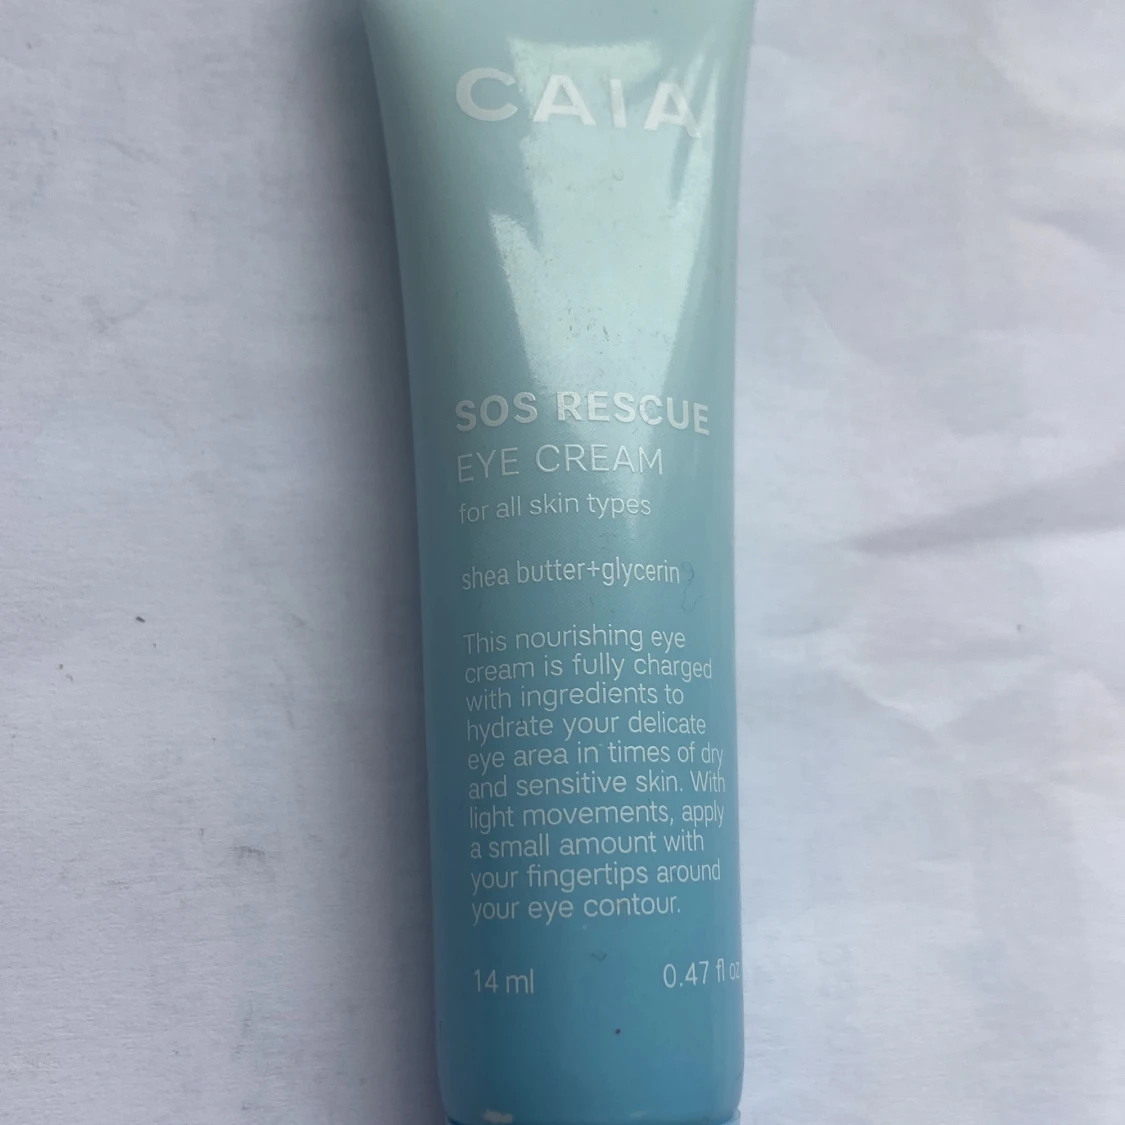 CAIA
SOS RESCUE
EYE CREAM
for all skin types
shea butter+glycerin
This nourishing eye
cream is fully charged
with ingredients to
hydrate your delicate
eye area in times of dry
and sensitive skin. With
light movements, apply
a small amount with
your fingertips around
your eye contour.
14 ml 0.47 fl oz